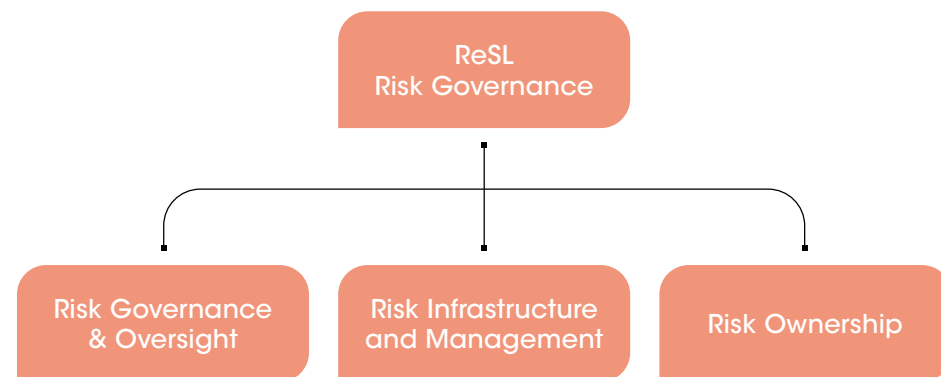 ReSL
Risk Governance
Risk Governance
& Oversight
Risk Infrastructure
and Management
Risk Ownership